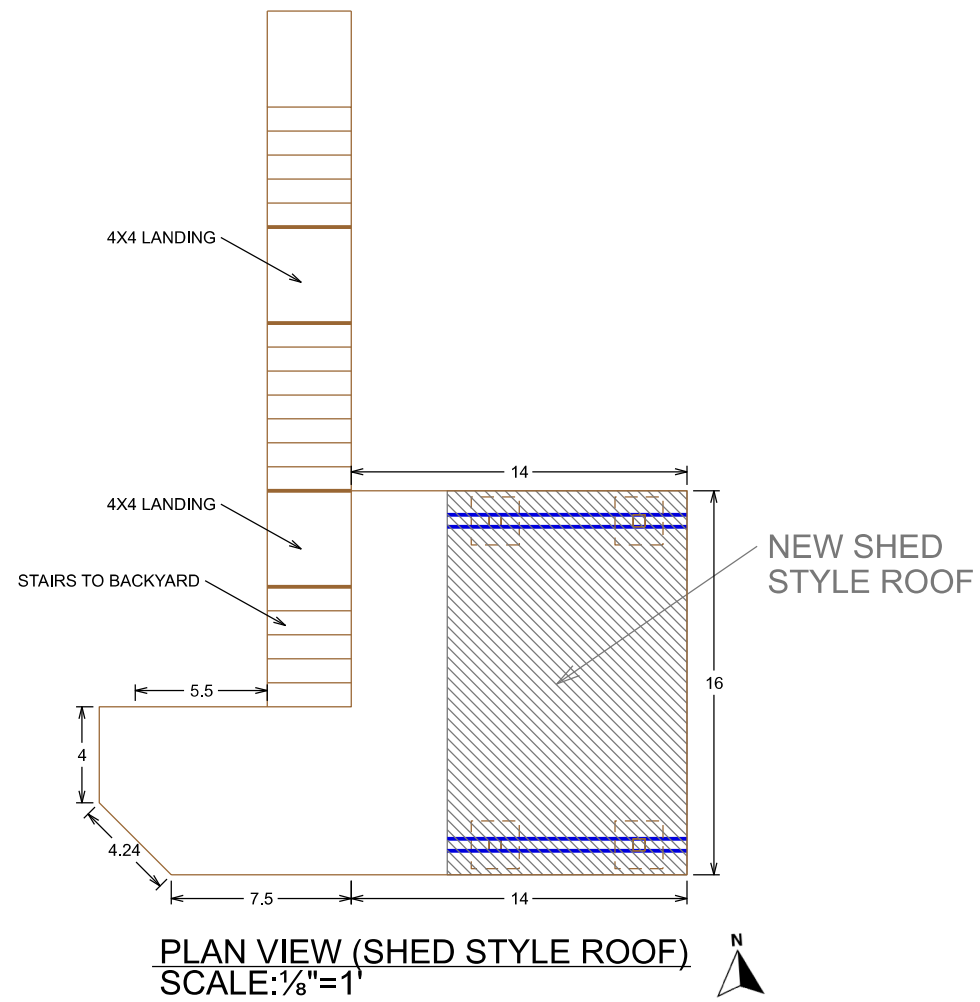 4X4 LANDING
14
4X4 LANDING
NEW SHED
STYLE ROOF
STAIRS TO BACKYARD
5.5
16
4
4.24
7.5
14
PLAN VIEW (SHED STYLE ROOF)
SCALE:⅛"=1'
N